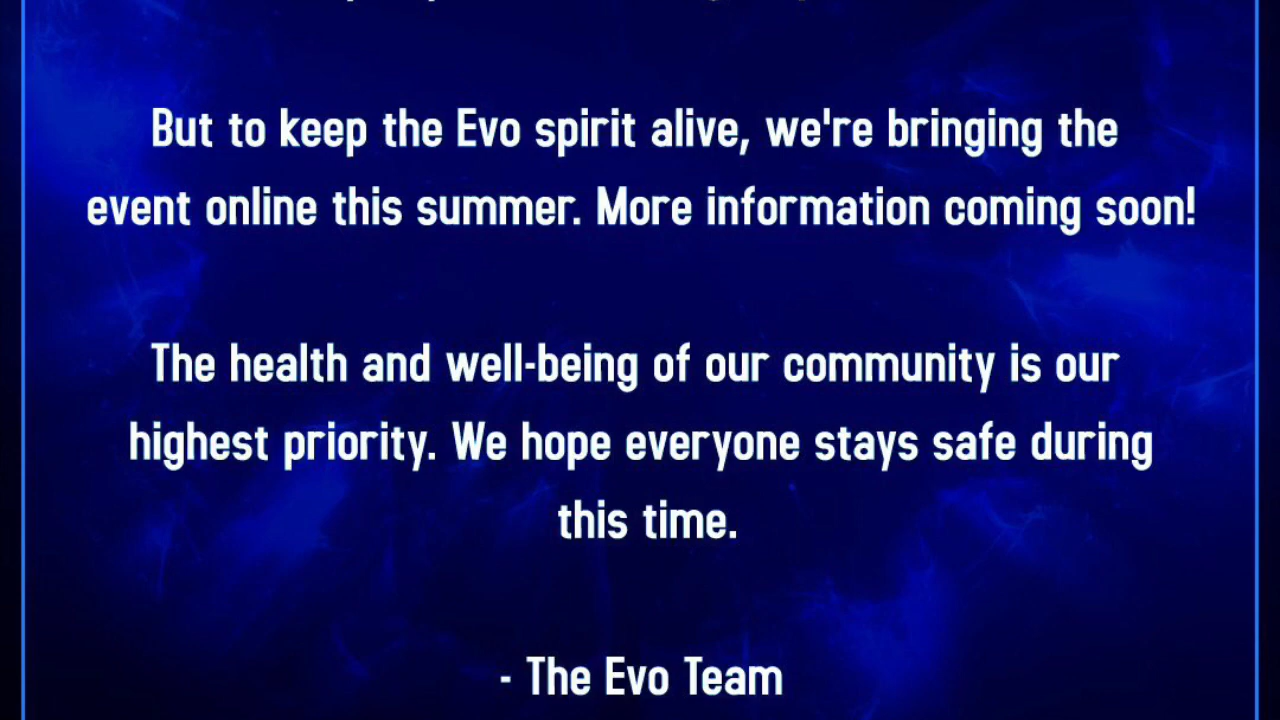 But to keep the Evo spirit alive, we're bringing the
event online this summer. More information coming soon!
The health and well-being of our community is our
highest priority. We hope everyone stays safe during
this time.
- The Evo Team